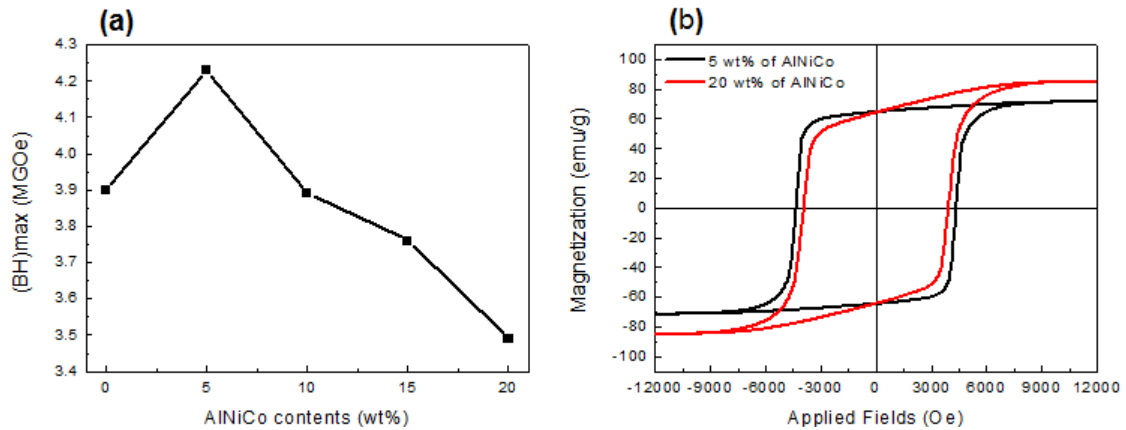 (a)
4.3
4.2
4.1
4.0
3.9
3.8
3.7
3.6
3.5
3.4
(BH)max (MGOe)
0 5 10 15 20
AlNiCo contents (wt%)
(b)
100
80
60
40
20
0
-20
-40
-60
-80
-100
Magnetization (emu/g)
5 wt% of AlNiCo
20 wt% of AlNiCo
-12000 -9000 -6000 -3000 0 3000 6000 9000 12000
Applied Fields (Oe)